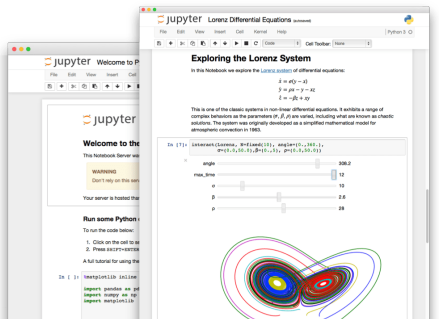 jupyter Welcome to P
File Edit View Insert Cell
jupyter
Welcome to the
This Notebook Server wa
WARNING
Don't rely on this serv
Your server is hosted tha
Run some Python
To run the code below:
1. Click on the cell to
2. Press SHIFT+ENTER
A full tutorial for using the
In [ ]: %matplotlib inline
import pandas as pd
import numpy as np
import matplotlib
jupyter Lorenz Differential Equations (autosaved)
File Edit View Insert Cell Kernel Help
Python 3
Code
Cell Toolbar: None
Exploring the Lorenz System
In this Notebook we explore the Lorenz system of differential equations:
ẋ = σ(y − x)
ẏ = ρx − y − xz
ż = −βz + xy
This is one of the classic systems in non-linear differential equations. It exhibits a range of
complex behaviors as the parameters (σ, β, ρ) are varied, including what are known as chaotic
solutions. The system was originally developed as a simplified mathematical model for
atmospheric convection in 1963.
In [7]: interact(Lorenz, N=fixed(10), angle=(0.,360.),
σ=(0.0,50.0),β=(0.,5), ρ=(0.0,50.0))
angle 308.2
max_time 12
σ 10
β 2.6
ρ 28